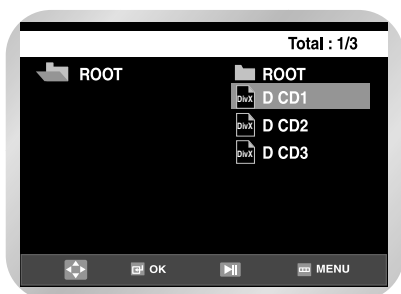 Total : 1/3
ROOT
ROOT
DivX D CD1
DivX D CD2
DivX D CD3
OK
MENU